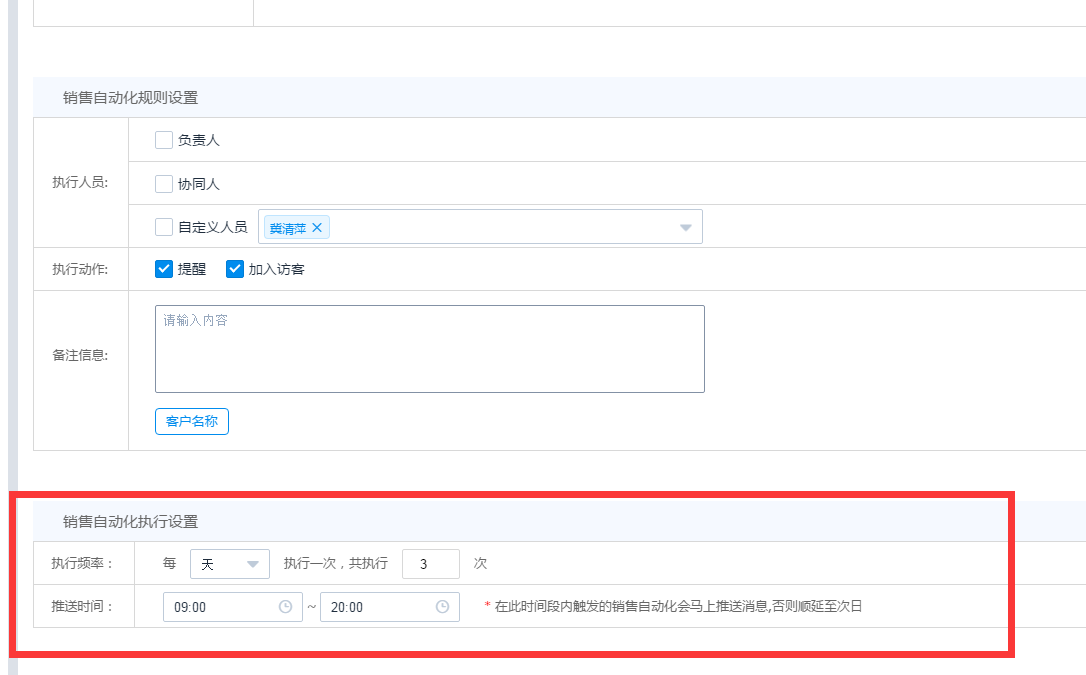 销售自动化规则设置
执行人员:
负责人
协同人
自定义人员 冀清萍
执行动作: 提醒 加入访客
备注信息:
请输入内容
客户名称
销售自动化执行设置
执行频率: 每 天 执行一次,共执行 3 次
推送时间: 09:00 ~ 20:00 * 在此时间段内触发的销售自动化会马上推送消息,否则顺延至次日